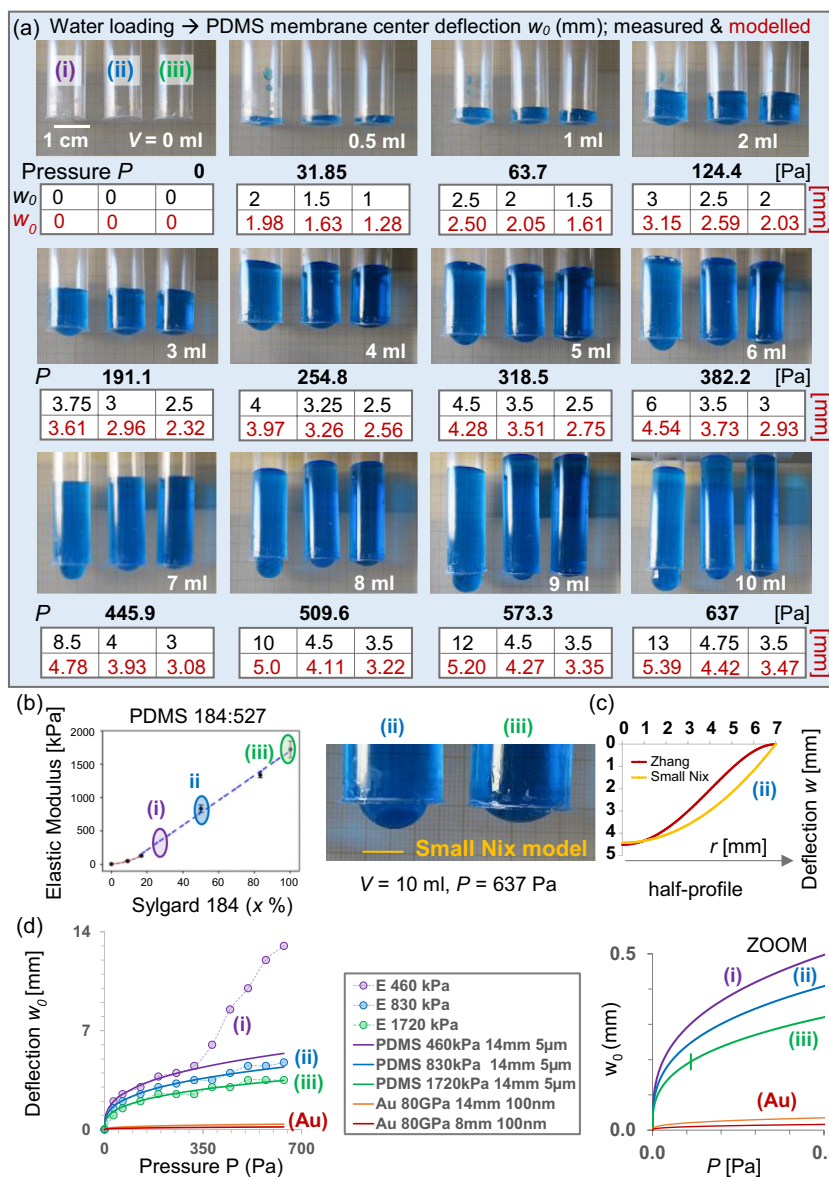 (a) Water loading → PDMS membrane center deflection w₀ (mm); measured & modelled
(i) (ii) (iii)
1 cm V = 0 ml 0.5 ml 1 ml 2 ml
Pressure P 0 31.85 63.7 124.4 [Pa]
w₀ 0 0 0 2 1.5 1 2.5 2 1.5 3 2.5 2 [mm]
w₀ 0 0 0 1.98 1.63 1.28 2.50 2.05 1.61 3.15 2.59 2.03
3 ml 4 ml 5 ml 6 ml
P 191.1 254.8 318.5 382.2 [Pa]
3.75 3 2.5 4 3.25 2.5 4.5 3.5 2.5 6 3.5 3 [mm]
3.61 2.96 2.32 3.97 3.26 2.56 4.28 3.51 2.75 4.54 3.73 2.93
7 ml 8 ml 9 ml 10 ml
P 445.9 509.6 573.3 637 [Pa]
8.5 4 3 10 4.5 3.5 12 4.5 3.5 13 4.75 3.5 [mm]
4.78 3.93 3.08 5.0 4.11 3.22 5.20 4.27 3.35 5.39 4.42 3.47
(b)
PDMS 184:527
Elastic Modulus [kPa]
2000
1500
1000
500
0
0 20 40 60 80 100
(i) ii (iii)
Sylgard 184 (x %)
(ii) (iii)
Small Nix model
V = 10 ml, P = 637 Pa
(c)
0 1 2 3 4 5 6 7
0
1
2
3
4
5
Zhang
Small Nix
(ii)
r [mm]
Deflection w [mm]
half-profile
(d)
Deflection w₀ [mm]
14
7
0
0 350 700
Pressure P (Pa)
(i)
(ii)
(iii)
(Au)
E 460 kPa
E 830 kPa
E 1720 kPa
PDMS 460kPa 14mm 5µm
PDMS 830kPa 14mm 5µm
PDMS 1720kPa 14mm 5µm
Au 80GPa 14mm 100nm
Au 80GPa 8mm 100nm
ZOOM
w₀ (mm)
0.5
0.0
(i)
(ii)
(iii)
(Au)
0.0
P [Pa]